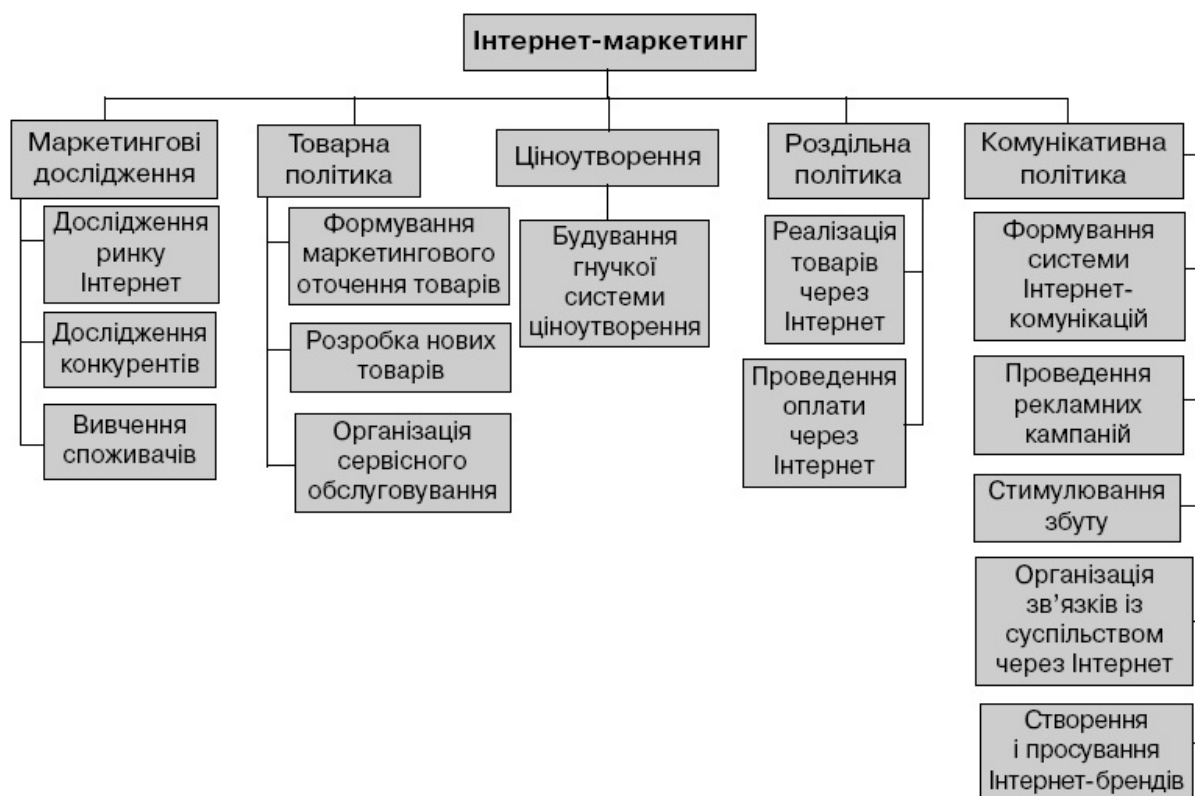 Інтернет-маркетинг
Маркетингові
дослідження
Дослідження
ринку
Інтернет
Дослідження
конкурентів
Вивчення
споживачів
Товарна
політика
Формування
маркетингового
оточення товарів
Розробка нових
товарів
Організація
сервісного
обслуговування
Ціноутворення
Будування
гнучкої
системи
ціноутворення
Роздільна
політика
Реалізація
товарів
через
Інтернет
Проведення
оплати
через
Інтернет
Комунікативна
політика
Формування
системи
Інтернет-
комунікацій
Проведення
рекламних
кампаній
Стимулювання
збуту
Організація
зв’язків із
суспільством
через Інтернет
Створення
і просування
Інтернет-брендів